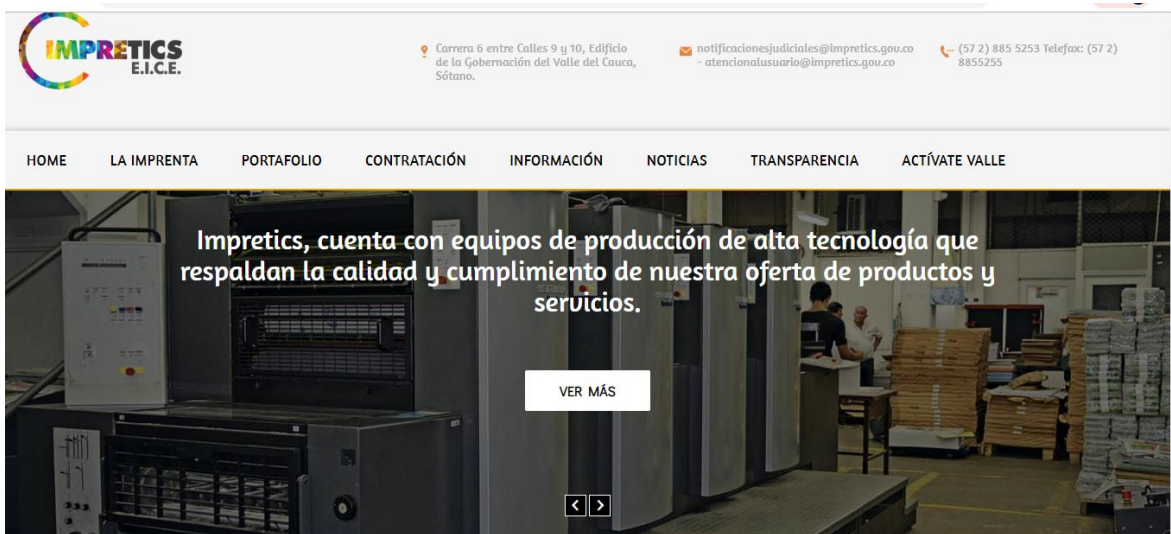 IMPRETICS
E.I.C.E.
Carrera 6 entre Calles 9 y 10, Edificio
de la Gobernación del Valle del Cauca,
Sótano.
notificacionesjudiciales@impretics.gov.co
- atencionalusuario@impretics.gov.co
(57 2) 885 5253 Telefax: (57 2)
8855255
HOME LA IMPRENTA PORTAFOLIO CONTRATACIÓN INFORMACIÓN NOTICIAS TRANSPARENCIA ACTÍVATE VALLE
Impretics, cuenta con equipos de producción de alta tecnología que
respaldan la calidad y cumplimiento de nuestra oferta de productos y
servicios.
VER MÁS